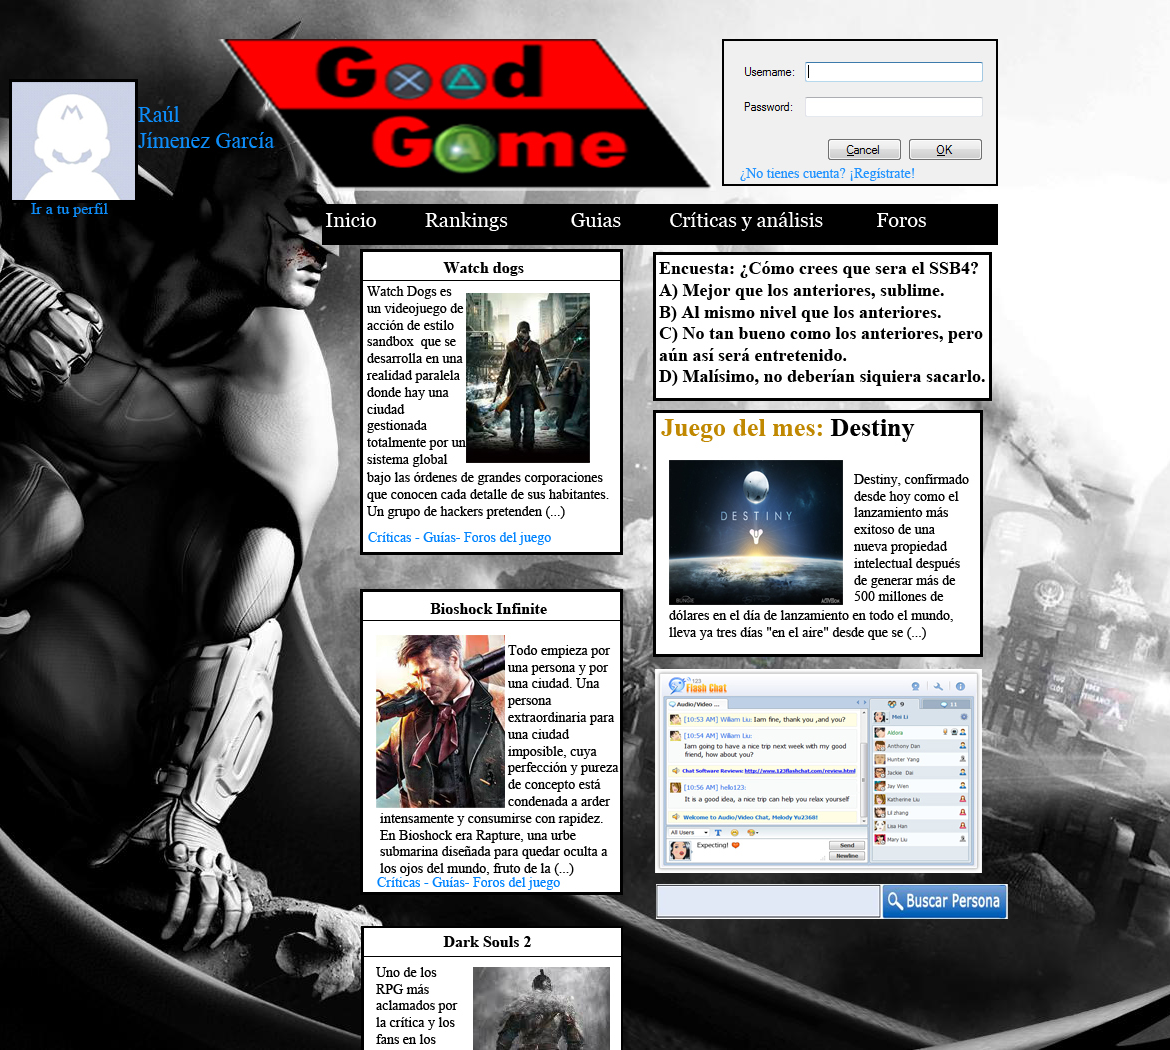 Good
Game
Username:
Password:
Cancel
OK
¿No tienes cuenta? ¡Regístrate!
Raúl
Jímenez García
Ir a tu perfil
Inicio
Rankings
Guias
Críticas y análisis
Foros
Watch dogs
Watch Dogs es
un videojuego de
acción de estilo
sandbox que se
desarrolla en una
realidad paralela
donde hay una
ciudad
gestionada
totalmente por un
sistema global
bajo las órdenes de grandes corporaciones
que conocen cada detalle de sus habitantes.
Un grupo de hackers pretenden (...)
Críticas - Guías- Foros del juego
Bioshock Infinite
Todo empieza por
una persona y por
una ciudad. Una
persona
extraordinaria para
una ciudad
imposible, cuya
perfección y pureza
de concepto está
condenada a arder
intensamente y consumirse con rapidez.
En Bioshock era Rapture, una urbe
submarina diseñada para quedar oculta a
los ojos del mundo, fruto de la (...)
Críticas - Guías- Foros del juego
Dark Souls 2
Uno de los
RPG más
aclamados por
la crítica y los
fans en los
Encuesta: ¿Cómo crees que sera el SSB4?
A) Mejor que los anteriores, sublime.
B) Al mismo nivel que los anteriores.
C) No tan bueno como los anteriores, pero
aún así será entretenido.
D) Malísimo, no deberían siquiera sacarlo.
Juego del mes: Destiny
DESTINY
Destiny, confirmado
desde hoy como el
lanzamiento más
exitoso de una
nueva propiedad
intelectual después
de generar más de
500 millones de
dólares en el día de lanzamiento en todo el mundo,
lleva ya tres días "en el aire" desde que se (...)
123
Flash Chat
Audio/Video ...
[10:53 AM] Wiliam Liu: Iam fine, thank you ,and you?
[10:54 AM] Wiliam Liu:
Iam going to have a nice trip next week wth my good
friend, how about you?
Chat Software Reviews: http://www.123flashchat.com/review.html
[10:56 AM] hello123:
It is a good idea, a nice trip can help you relax yourself
Welcome to Audio/Video Chat, Melody Yu2368!
All Users
Expecting!
Send
Newline
9
11
Mei Li
Aldora
Anthony Dan
Hunter Yang
Jackie Dai
Jay Wen
Katherine Liu
Lil zhang
Lisa Han
Mary Liu
Buscar Persona